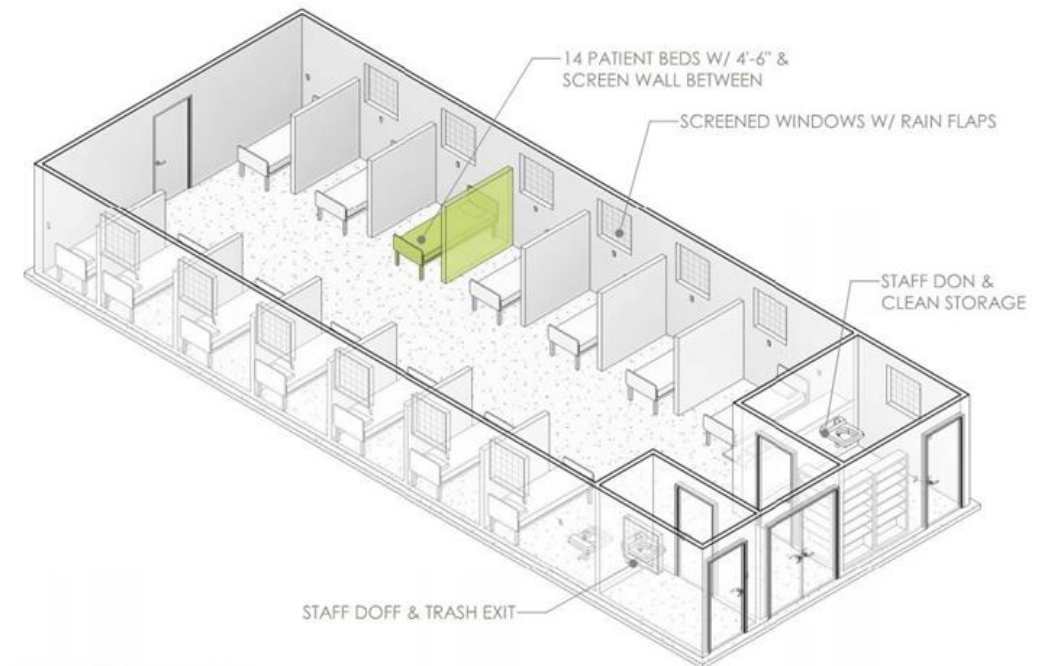 14 PATIENT BEDS W/ 4'-6" &
SCREEN WALL BETWEEN
SCREENED WINDOWS W/ RAIN FLAPS
STAFF DON &
CLEAN STORAGE
STAFF DOFF & TRASH EXIT